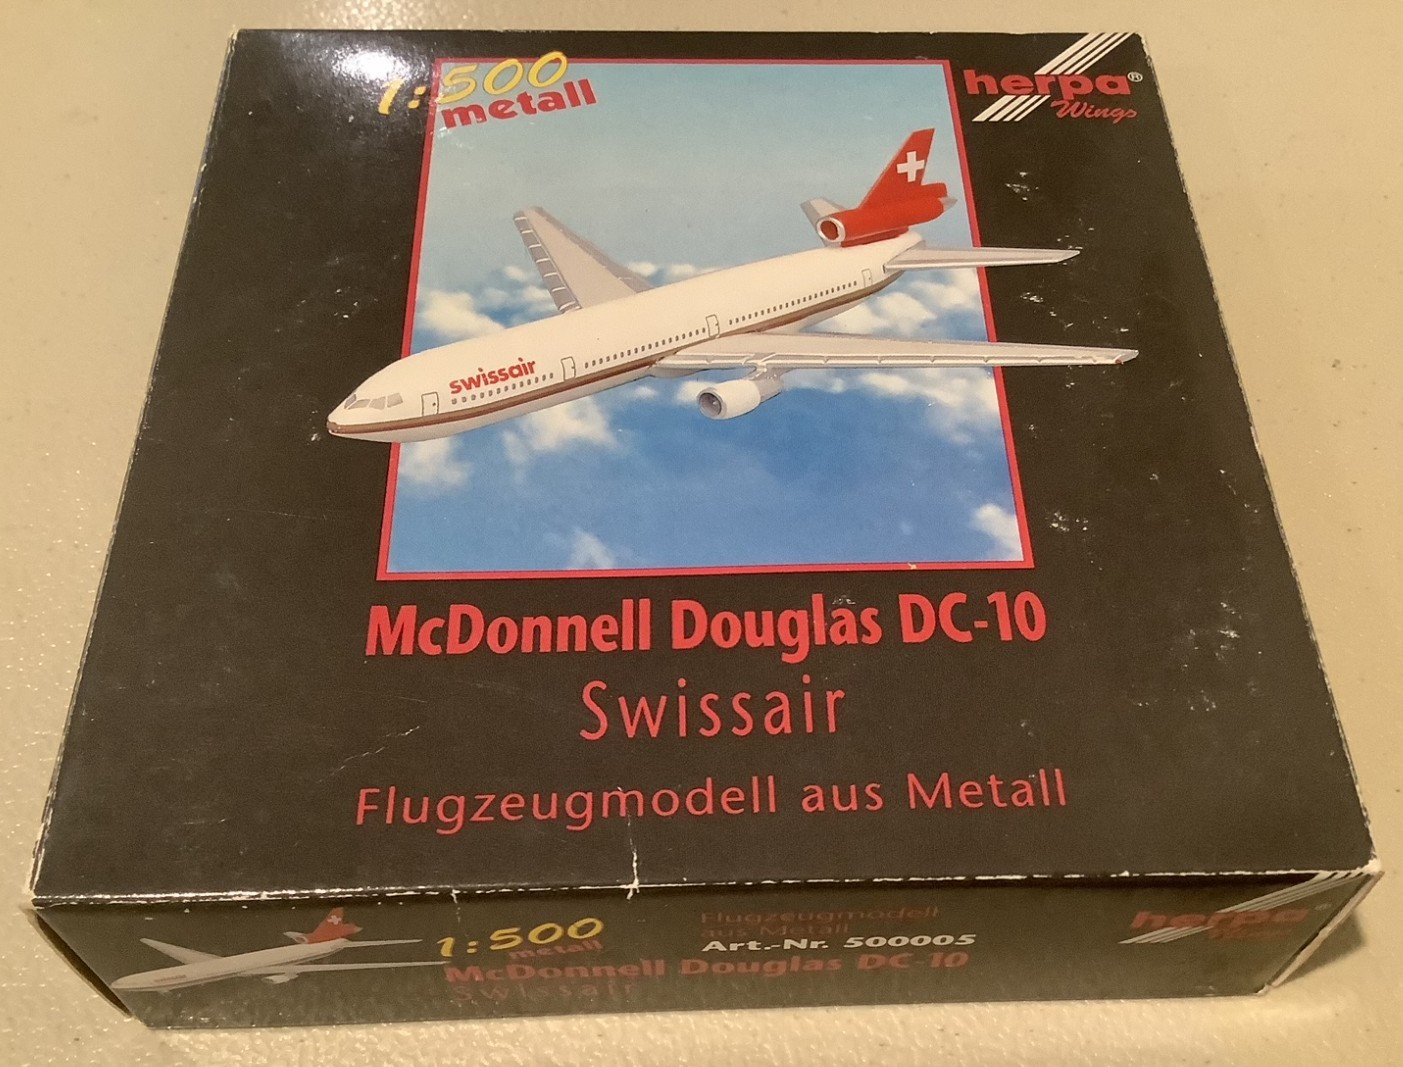 1:500
metall
herpa®
Wings
swissair
McDonnell Douglas DC-10
Swissair
Flugzeugmodell aus Metall
1:500
metall
Flugzeugmodell
aus Metall
Art.-Nr. 500005
McDonnell Douglas DC-10
Swissair
herpa®
Wings